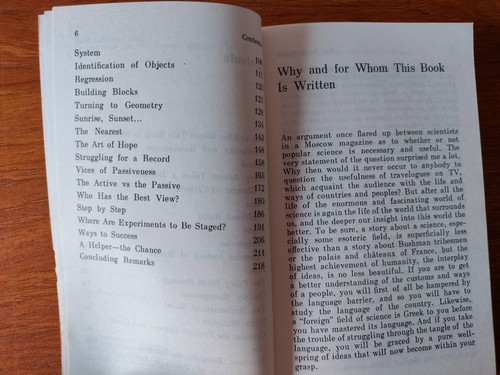 6
System
Identification of Objects
Regression
Building Blocks
Turning to Geometry
Sunrise, Sunset...
The Nearest
The Art of Hope 148
Struggling for a Record 158
Vices of Passiveness 165
The Active vs the Passive 172
Who Has the Best View? 180
Step by Step 186
Where Are Experiments to Be Staged? 191
Ways to Success 206
A Helper—the Chance 211
Concluding Remarks 218
Why and for Whom This Book
Is Written
An argument once flared up between scientists
in a Moscow magazine as to whether or not
popular science is necessary and useful. The
very statement of the question surprised me a lot.
Why then would it never occur to anybody to
question the usefulness of travelogues on TV,
which acquaint the audience with the life and
ways of countries and peoples? But after all the
life of the enormous and fascinating world of
science is again the life of the world that surrounds
us, and the deeper our insight into this world the
better. To be sure, a story about a science, espe-
cially some esoteric field, is superficially less
effective than a story about Bushman tribesmen
or the palais and châteaus of France, but the
highest achievement of humanity, the interplay
of ideas, is no less beautiful. If you are to get
a better understanding of the customs and ways
of a people, you will first of all be hampered by
the language barrier, and so you will have to
study the language of the country. Likewise,
a "foreign" field of science is Greek to you before
you have mastered its language. And if you take
the trouble of struggling through the tangle of the
language, you will be graced by a pure well-
spring of ideas that will now become within your
grasp.